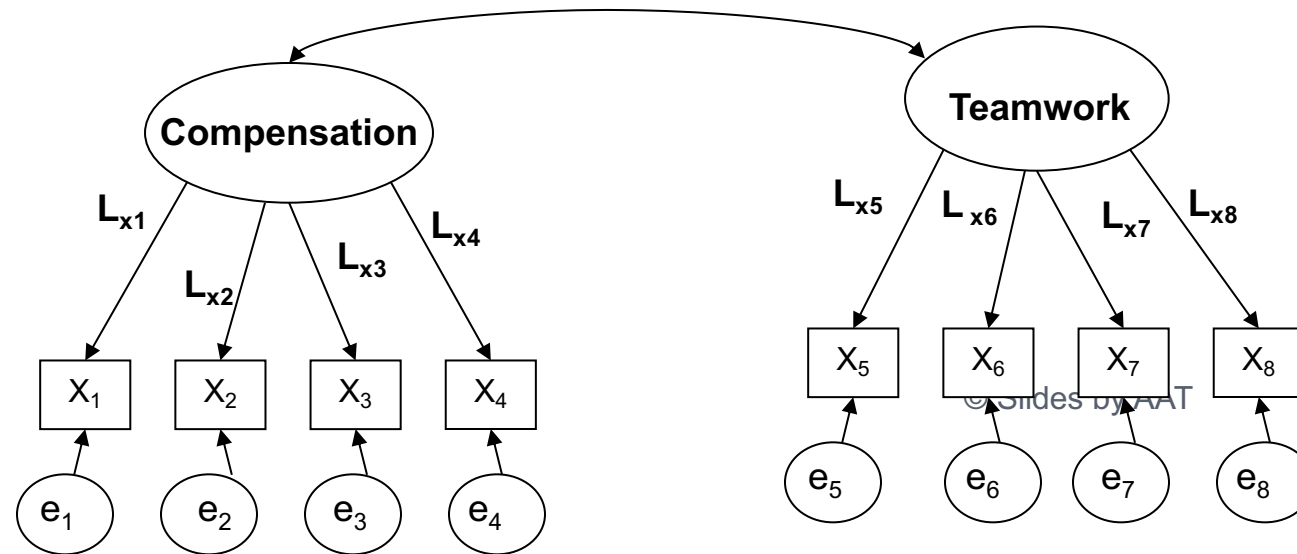 Compensation
Teamwork
Lx1
Lx2
Lx3
Lx4
Lx5
L x6
Lx7
Lx8
X1
X2
X3
X4
X5
X6
X7
X8
© Slides by AAT
e1
e2
e3
e4
e5
e6
e7
e8